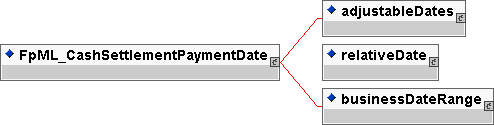 adjustableDates
FpML_CashSettlementPaymentDate
relativeDate
businessDateRange